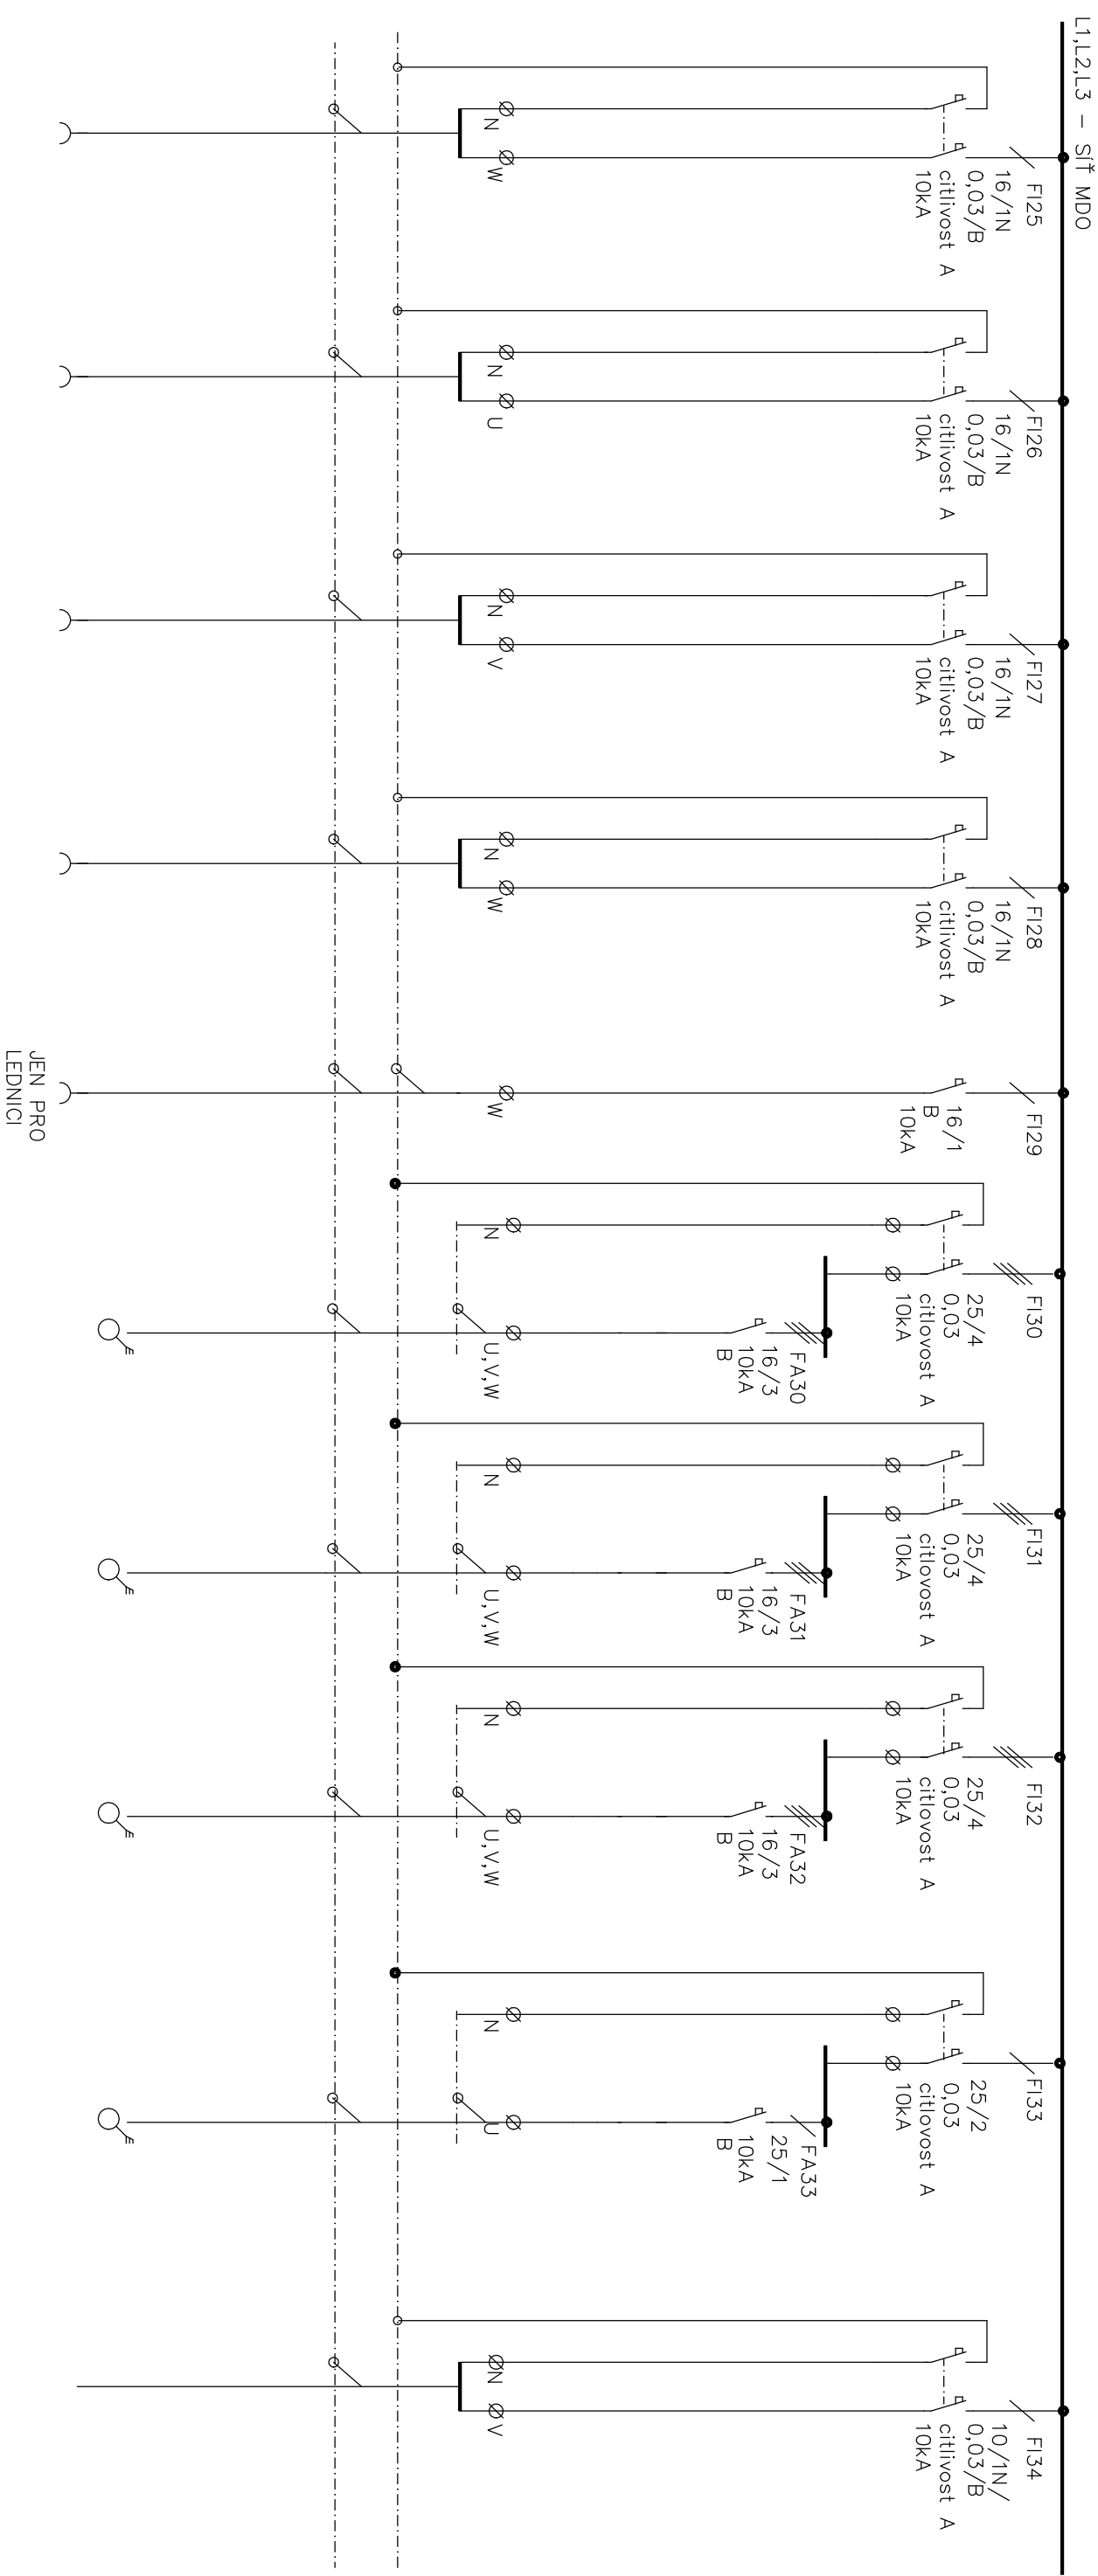 L1,L2,L3 – SÍŤ MDO
FI25
16/1N
0,03/B
citlivost A
10kA
N
W
FI26
16/1N
0,03/B
citlivost A
10kA
N
U
FI27
16/1N
0,03/B
citlivost A
10kA
N
V
FI28
16/1N
0,03/B
citlivost A
10kA
N
W
FI29
16/1
B
10kA
W
JEN PRO
LEDNICI
FI30
25/4
0,03
citlovost A
10kA
FA30
16/3
10kA
B
N
U,V,W
FI31
25/4
0,03
citlovost A
10kA
FA31
16/3
10kA
B
N
U,V,W
FI32
25/4
0,03
citlovost A
10kA
FA32
16/3
10kA
B
N
U,V,W
FI33
25/2
0,03
citlovost A
10kA
FA33
25/1
10kA
B
N
U
FI34
10/1N/
0,03/B
citlivost A
10kA
N
V